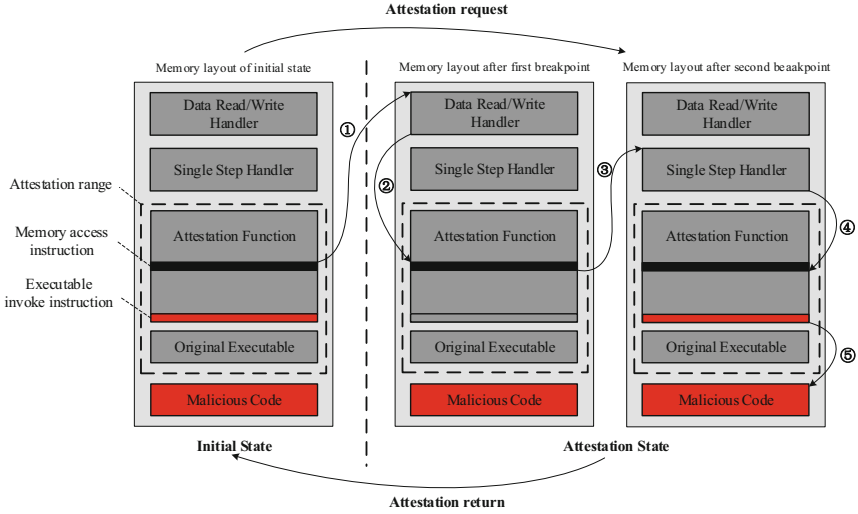 Attestation request
Memory layout of initial state
Memory layout after first breakpoint
Memory layout after second beaakpoint
Data Read/Write
Handler
Single Step Handler
Attestation range
Attestation Function
Memory access
instruction
Executable
invoke instruction
Original Executable
Malicious Code
Initial State
①
Data Read/Write
Handler
②
Single Step Handler
Attestation Function
Original Executable
Malicious Code
③
Data Read/Write
Handler
Single Step Handler
④
Attestation Function
Original Executable
⑤
Malicious Code
Attestation State
Attestation return